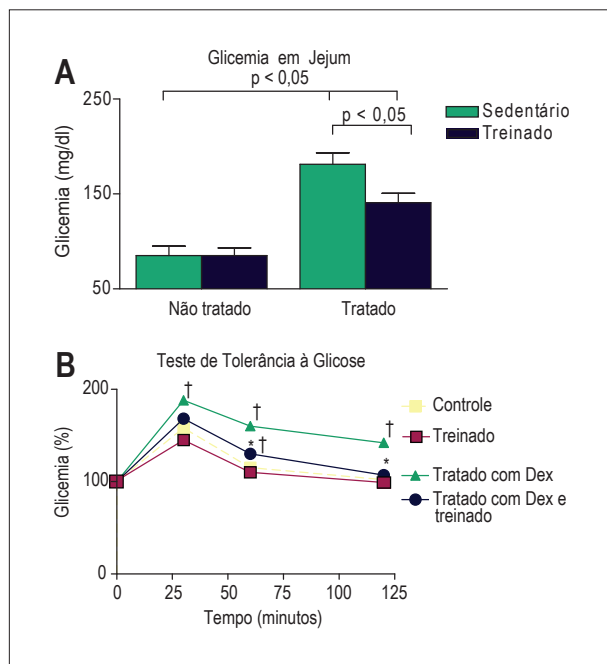 A
Glicemia em Jejum
p < 0,05
p < 0,05
Sedentário
Treinado
250
150
50
Glicemia (mg/dl)
Não tratado
Tratado
B
Teste de Tolerância à Glicose
200
100
0
Glicemia (%)
†
†
* †
†
*
0
25
50
75
100
125
Tempo (minutos)
Controle
Treinado
Tratado com Dex
Tratado com Dex e
treinado